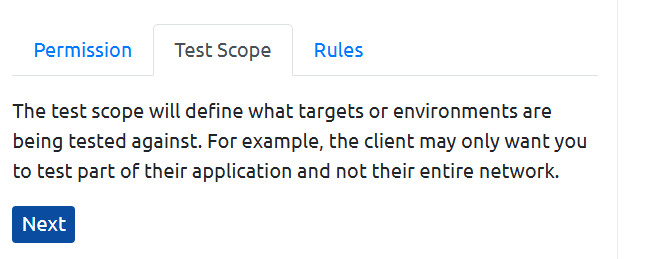 Permission Test Scope Rules
The test scope will define what targets or environments are
being tested against. For example, the client may only want you
to test part of their application and not their entire network.
Next